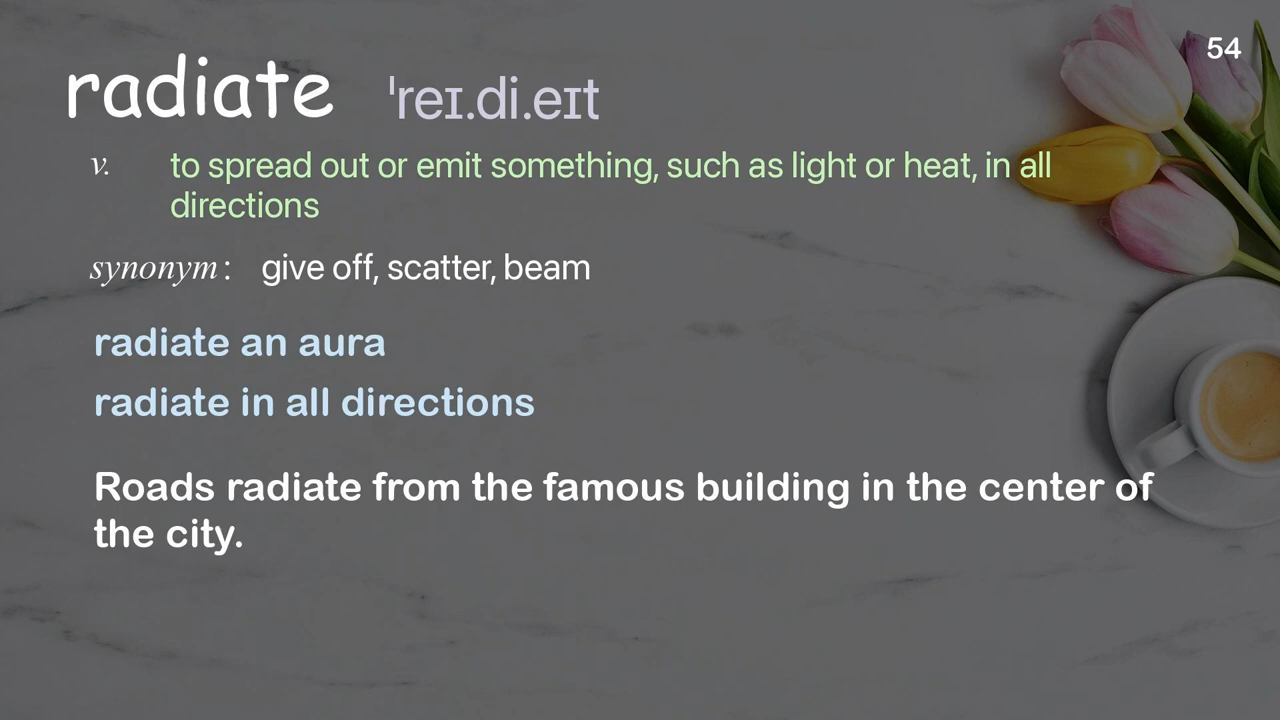 54
radiate ˈreɪ.di.eɪt
v. to spread out or emit something, such as light or heat, in all
directions
synonym: give off, scatter, beam
radiate an aura
radiate in all directions
Roads radiate from the famous building in the center of
the city.